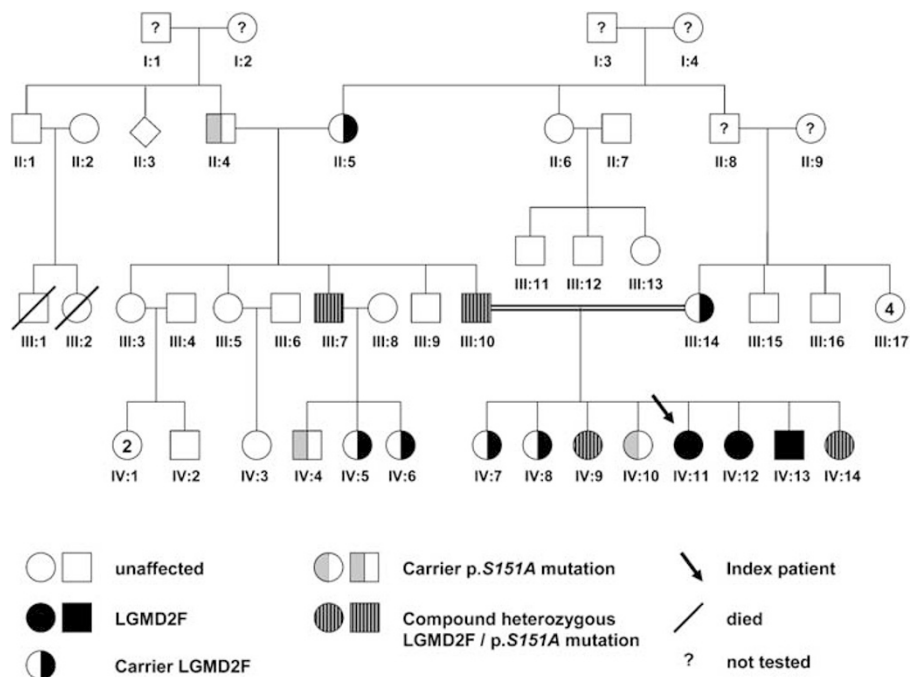 ? ? ? ?
I:1 I:2 I:3 I:4
? ?
II:1 II:2 II:3 II:4 II:5 II:6 II:7 II:8 II:9
III:11 III:12 III:13
4
III:1 III:2 III:3 III:4 III:5 III:6 III:7 III:8 III:9 III:10 III:14 III:15 III:16 III:17
2
IV:1 IV:2 IV:3 IV:4 IV:5 IV:6 IV:7 IV:8 IV:9 IV:10 IV:11 IV:12 IV:13 IV:14
unaffected Carrier p.S151A mutation Index patient
LGMD2F Compound heterozygous died
LGMD2F / p.S151A mutation
Carrier LGMD2F ? not tested